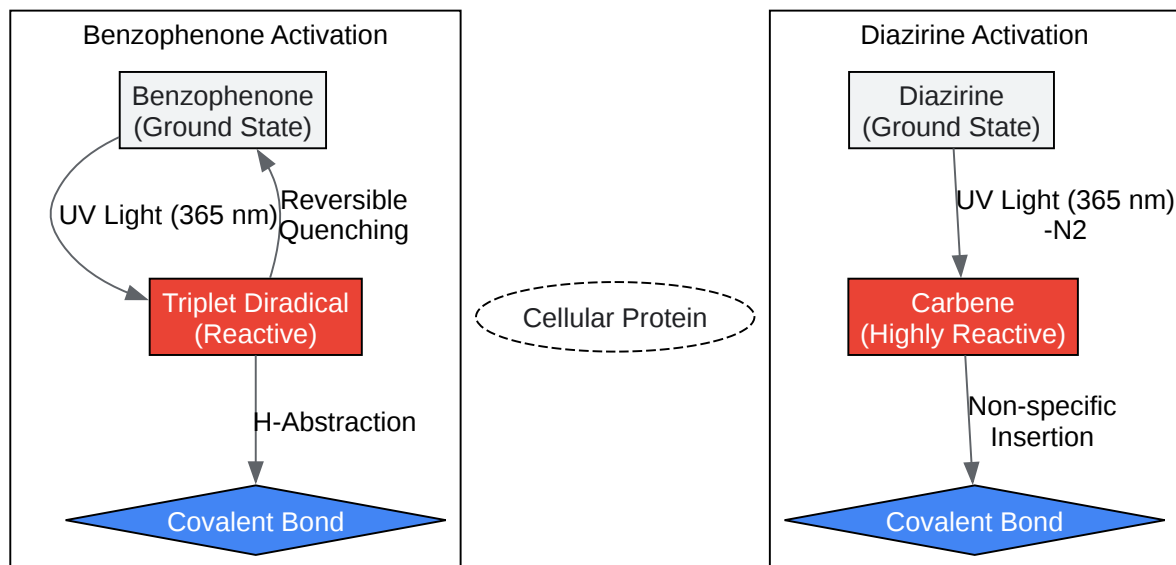 Benzophenone Activation
Benzophenone
(Ground State)
UV Light (365 nm)
Reversible
Quenching
Triplet Diradical
(Reactive)
H-Abstraction
Covalent Bond
Cellular Protein
Diazirine Activation
Diazirine
(Ground State)
UV Light (365 nm)
-N2
Carbene
(Highly Reactive)
Non-specific
Insertion
Covalent Bond